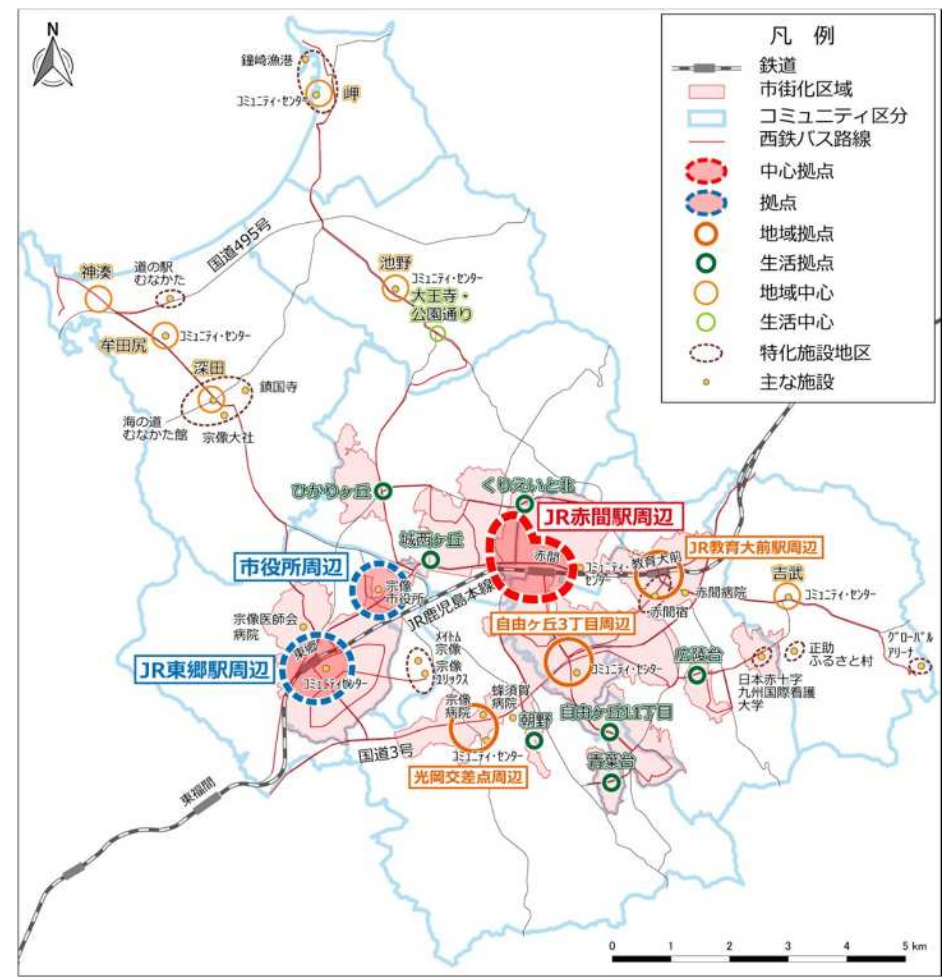 N
凡 例
鉄道
市街化区域
コミュニティ区分
西鉄バス路線
中心拠点
拠点
地域拠点
生活拠点
地域中心
生活中心
特化施設地区
主な施設
鐘崎漁港
コミュニティ・センター
岬
国道495号
神湊
道の駅
むなかた
池野
コミュニティ・センター
大王寺・
公園通り
牟田尻
コミュニティ・センター
深田
鎮国寺
海の道
むなかた館
宗像大社
ひかりヶ丘
くりえいと北
JR赤間駅周辺
城西ヶ丘
赤間
コミュニティ・
センター
教育大前
JR教育大前駅周辺
市役所周辺
宗像
市役所
JR鹿児島本線
赤間病院
赤間宿
吉武
コミュニティ・センター
宗像医師会
病院
自由ヶ丘3丁目周辺
コミュニティ・センター
グローバル
アリーナ
JR東郷駅周辺
東郷
コミュニティセンター
メイトム
宗像
宗像
ユリックス
広陵台
正助
ふるさと村
日本赤十字
九州国際看護
大学
宗像
病院
蜂須賀
病院
朝野
自由ヶ丘11丁目
コミュニティ・センター
国道3号
光岡交差点周辺
青葉台
東福間
0 1 2 3 4 5 km